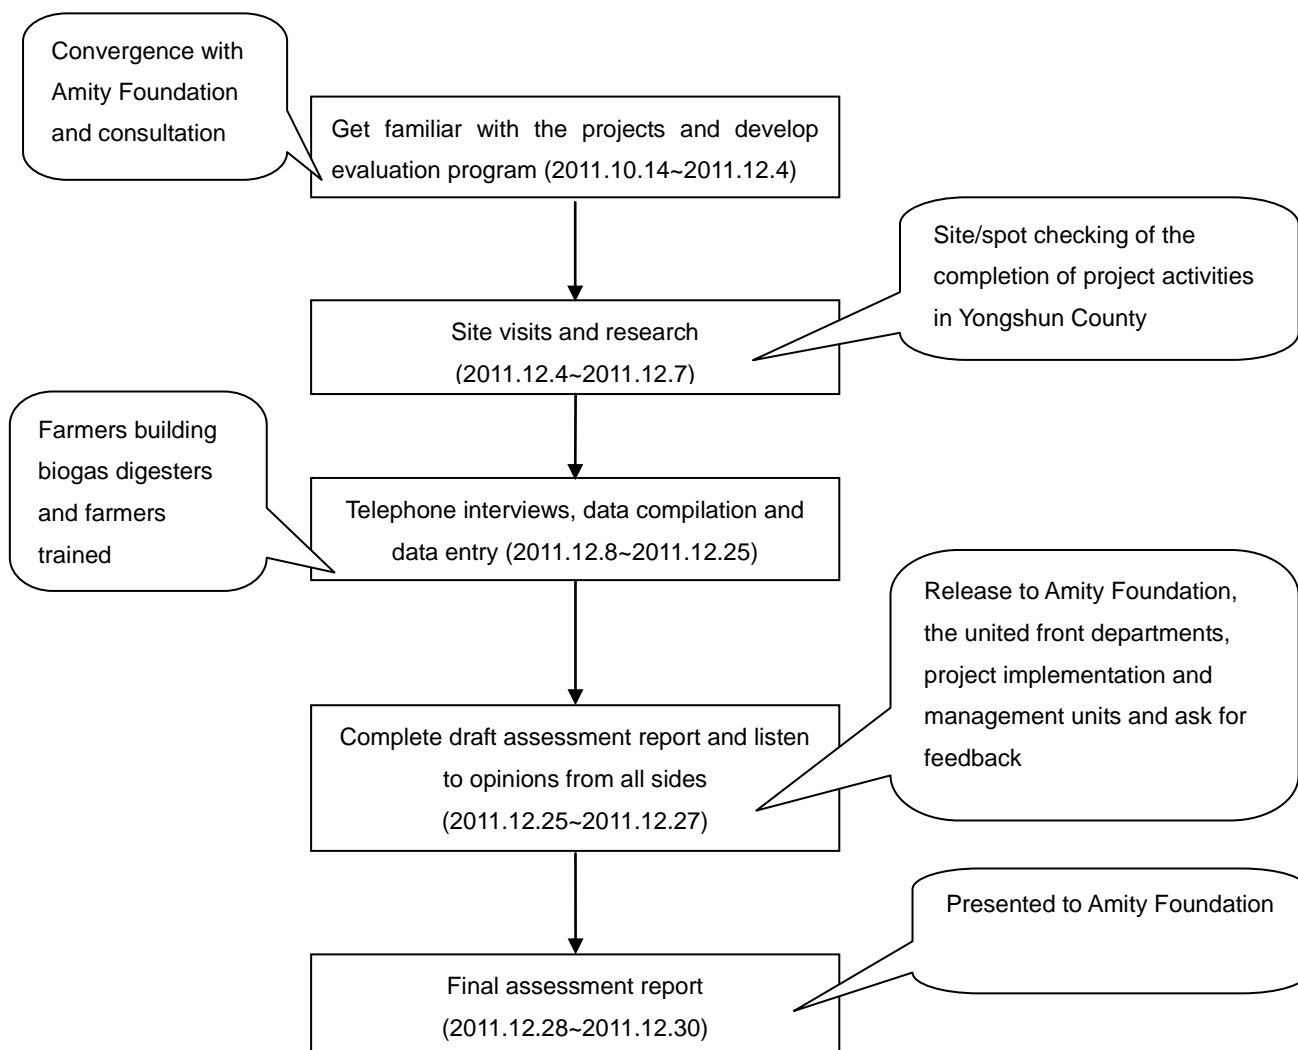 Convergence with
Amity Foundation
and consultation
Get familiar with the projects and develop
evaluation program (2011.10.14~2011.12.4)
Site/spot checking of the
completion of project activities
in Yongshun County
Site visits and research
(2011.12.4~2011.12.7)
Farmers building
biogas digesters
and farmers
trained
Telephone interviews, data compilation and
data entry (2011.12.8~2011.12.25)
Release to Amity Foundation,
the united front departments,
project implementation and
management units and ask for
feedback
Complete draft assessment report and listen
to opinions from all sides
(2011.12.25~2011.12.27)
Presented to Amity Foundation
Final assessment report
(2011.12.28~2011.12.30)